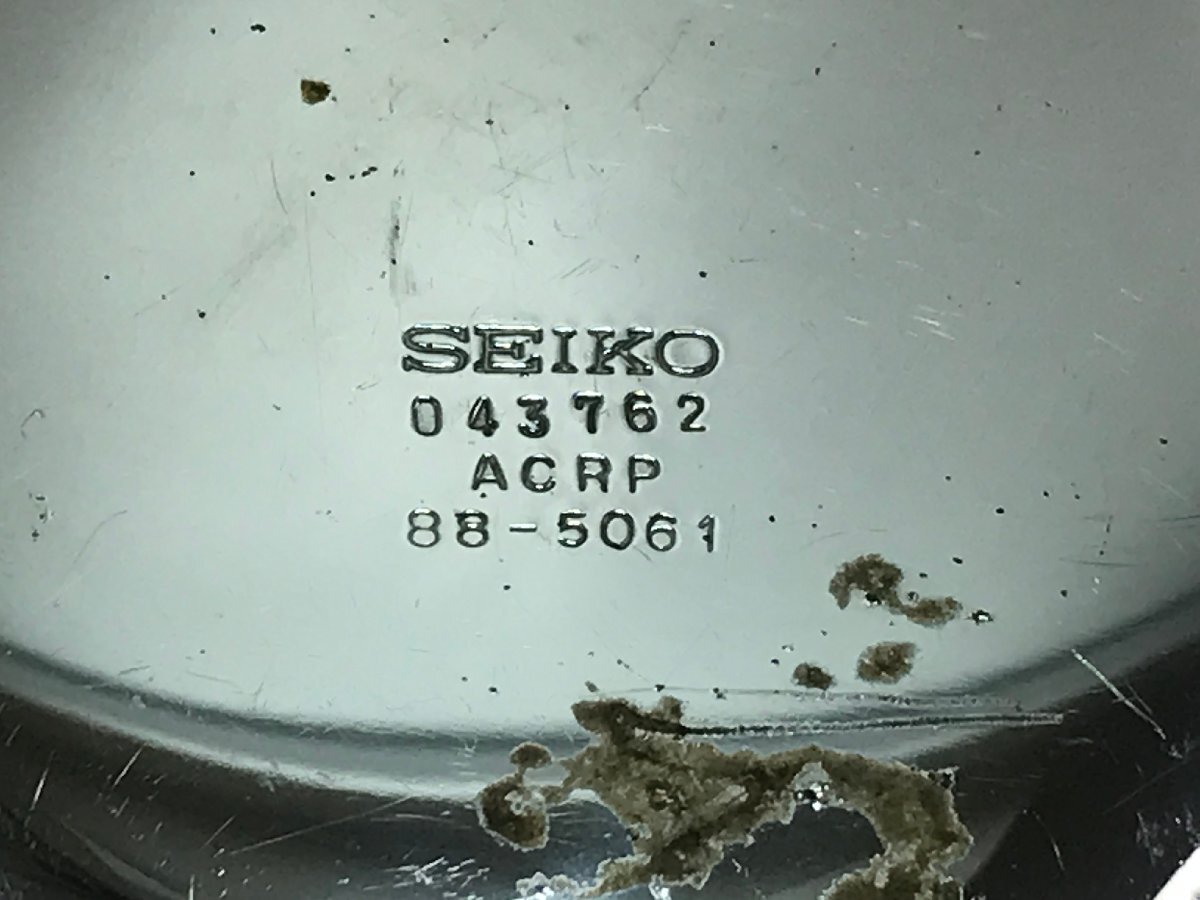 SEIKO
043762
ACRP
88-5061